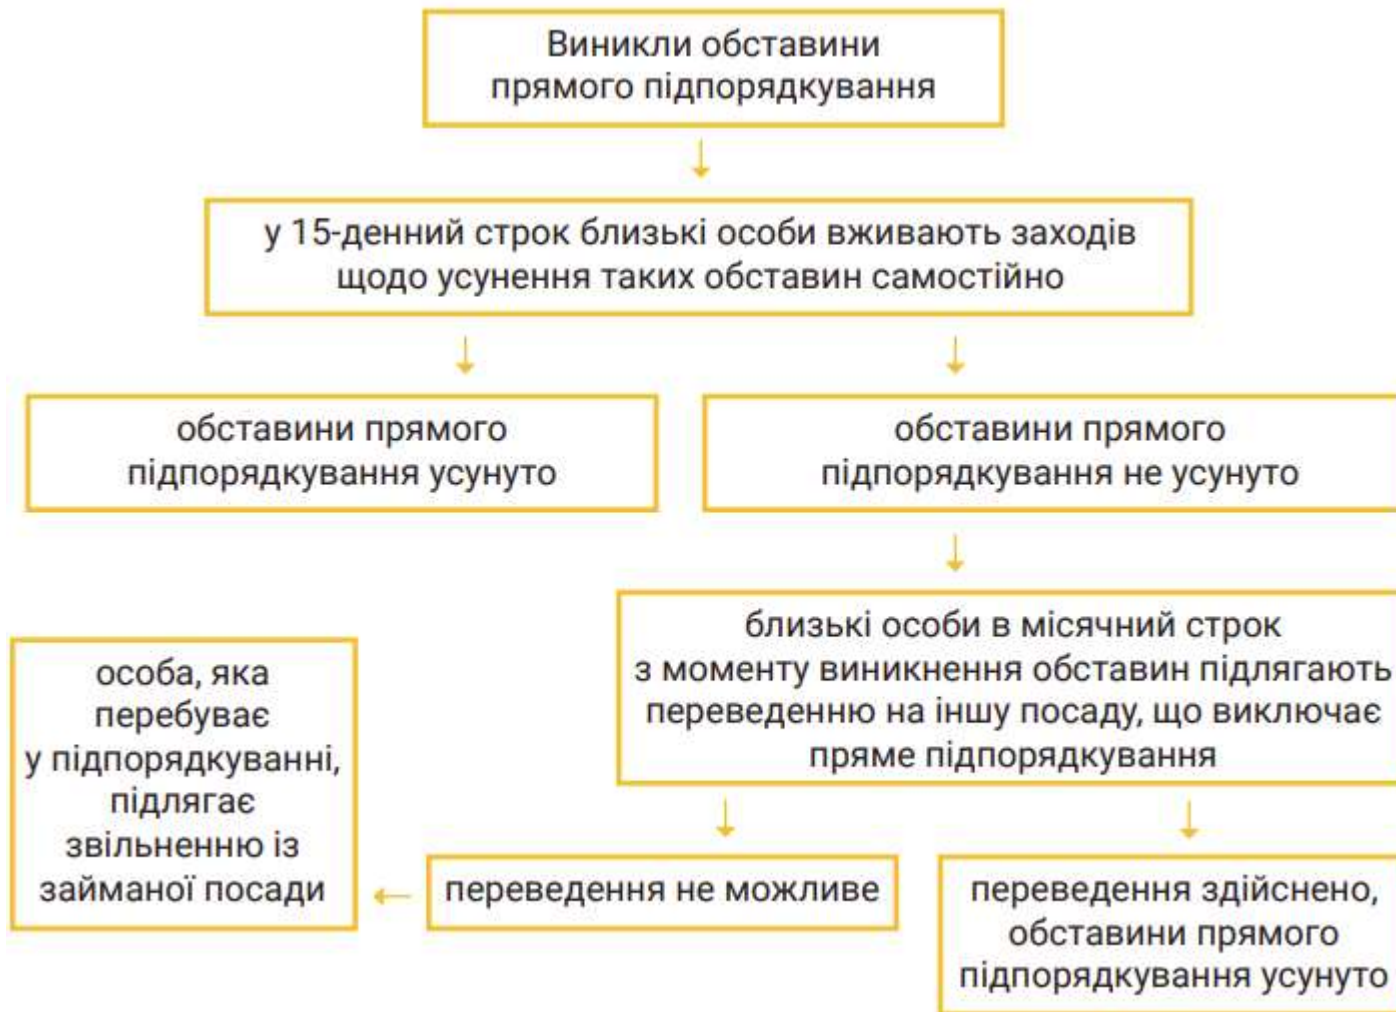 Виникли обставини
прямого підпорядкування
у 15-денний строк близькі особи вживають заходів
щодо усунення таких обставин самостійно
обставини прямого
підпорядкування усунуто
обставини прямого
підпорядкування не усунуто
близькі особи в місячний строк
з моменту виникнення обставин підлягають
переведенню на іншу посаду, що виключає
пряме підпорядкування
особа, яка
перебуває
у підпорядкуванні,
підлягає
звільненню із
займаної посади
переведення не можливе
переведення здійснено,
обставини прямого
підпорядкування усунуто